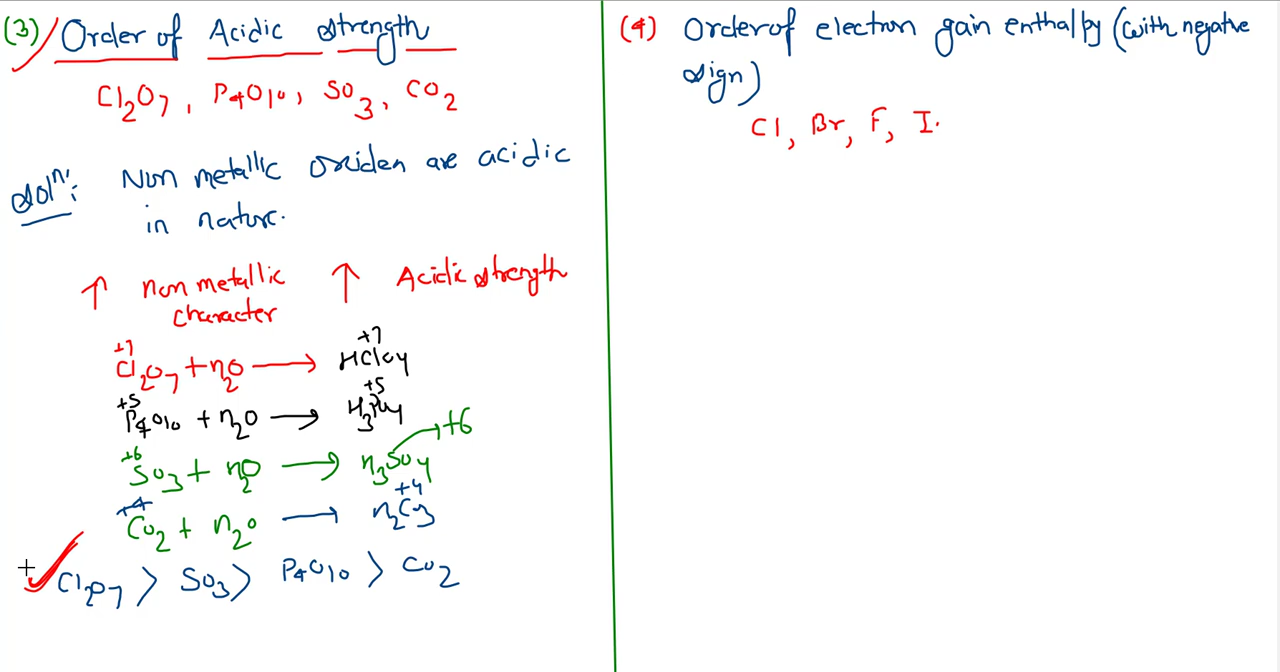 (3) Order of Acidic strength
Cl2O7, P4O10, SO3, CO2
Soln: Non metallic oxides are acidic
in nature.
↑ non metallic ↑ Acidic strength
character
+7 +7
Cl2O7 + H2O → HClO4
+5 +5
P4O10 + H2O → H3PO4
+6 +6
SO3 + H2O → H3SO4
+4 +4
CO2 + H2O → H2CO3
Cl2O7 > SO3 > P4O10 > CO2
(4) Order of electron gain enthalpy (with negative
sign)
Cl, Br, F, I.